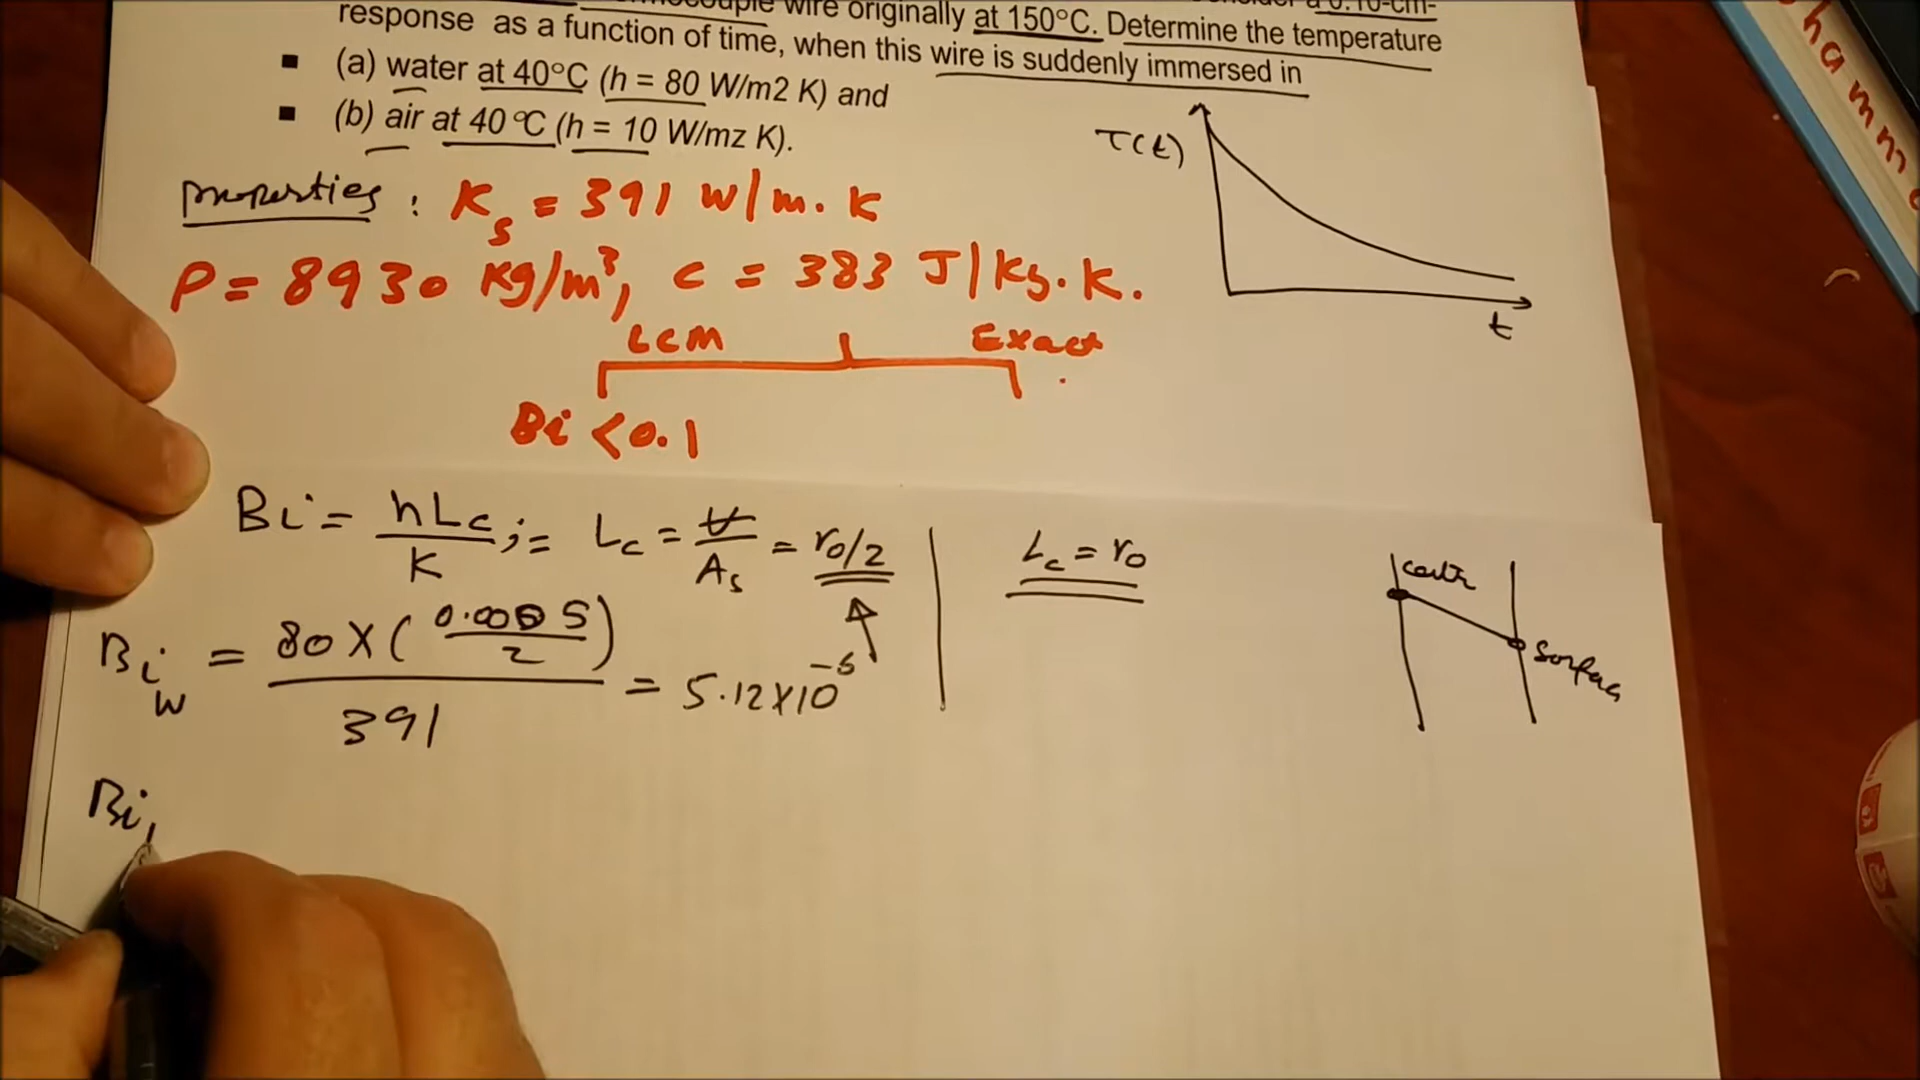 wire originally at 150°C. Determine the temperature
response as a function of time, when this wire is suddenly immersed in
▪ (a) water at 40°C (h = 80 W/m2 K) and
▪ (b) air at 40 °C (h = 10 W/mz K).
T(t)
t
properties : Ks = 391 W/m.K
ρ = 8930 Kg/m³, C = 383 J/Kg.K.
LCM Exact
Bi < 0.1
Bi = hLc/K ; = Lc = V/As = r0/2
Lc = r0
Biw = 80 X (0.0005/2) / 391 = 5.12X10^-5
surface
Bi
hamm